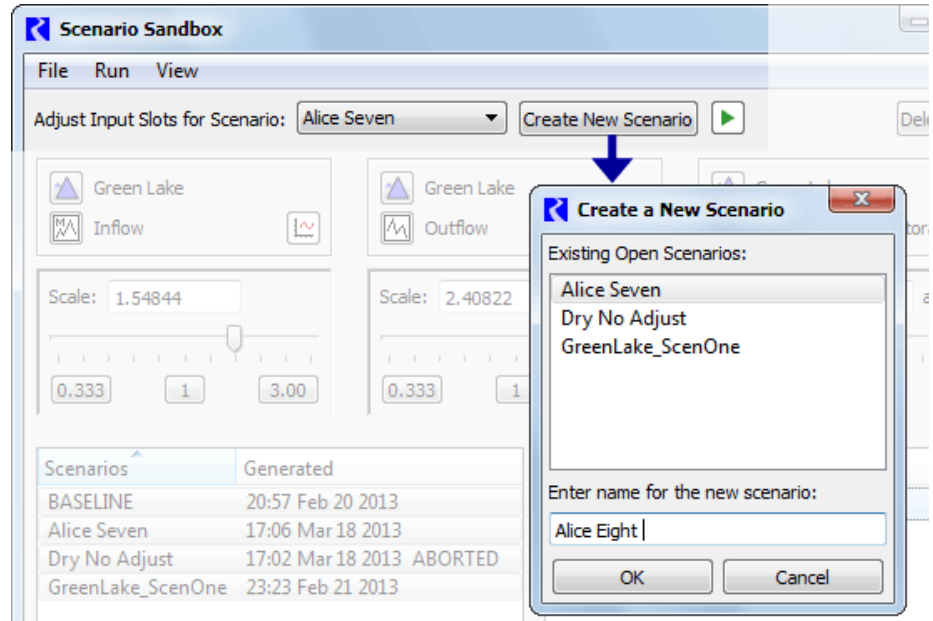 Scenario Sandbox
File Run View
Adjust Input Slots for Scenario: Alice Seven Create New Scenario
Green Lake
Inflow
Green Lake
Outflow
Scale: 1.54844
0.333 1 3.00
Scale: 2.40822
0.333 1
Scenarios Generated
BASELINE 20:57 Feb 20 2013
Alice Seven 17:06 Mar 18 2013
Dry No Adjust 17:02 Mar 18 2013 ABORTED
GreenLake_ScenOne 23:23 Feb 21 2013
Create a New Scenario
Existing Open Scenarios:
Alice Seven
Dry No Adjust
GreenLake_ScenOne
Enter name for the new scenario:
Alice Eight
OK Cancel